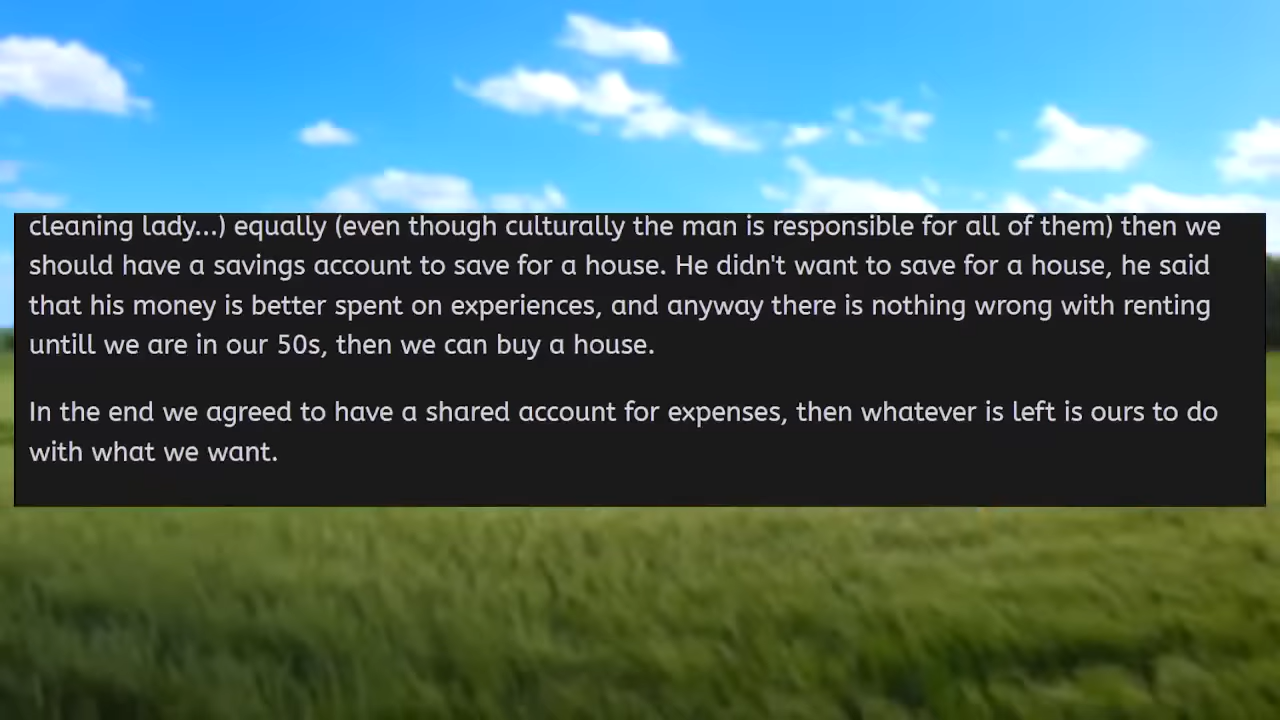 cleaning lady...) equally (even though culturally the man is responsible for all of them) then we
should have a savings account to save for a house. He didn't want to save for a house, he said
that his money is better spent on experiences, and anyway there is nothing wrong with renting
untill we are in our 50s, then we can buy a house.
In the end we agreed to have a shared account for expenses, then whatever is left is ours to do
with what we want.